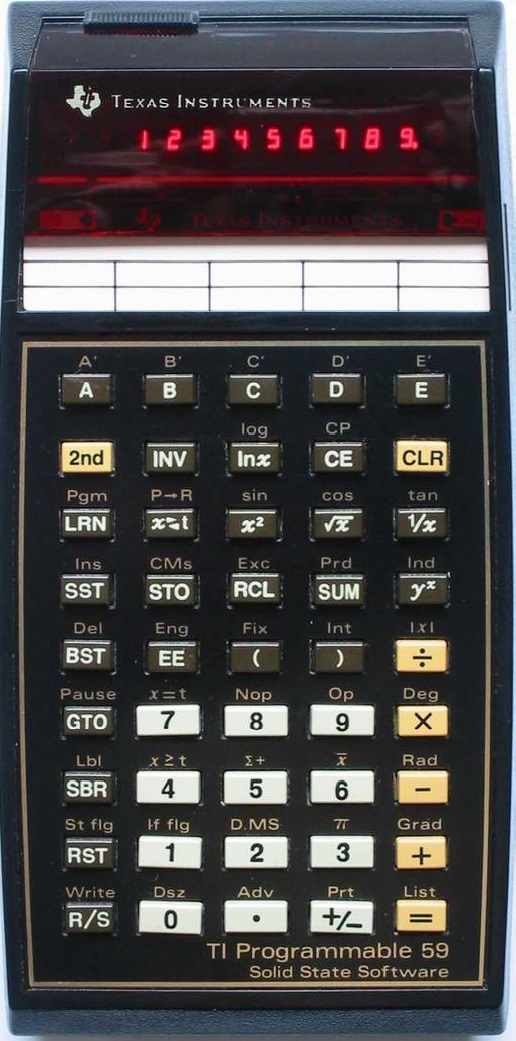 TEXAS INSTRUMENTS
1 2 3 4 5 6 7 8 9.
TEXAS INSTRUMENTS
A' B' C' D' E'
A B C D E
log CP
2nd INV lnx CE CLR
Pgm P→R sin cos tan
LRN x⇄t x² √x 1/x
Ins CMs Exc Prd Ind
SST STO RCL SUM yˣ
Del Eng Fix Int |x|
BST EE ( ) ÷
Pause x=t Nop Op Deg
GTO 7 8 9 ×
Lbl x≥t Σ+ x̅ Rad
SBR 4 5 6 −
St flg If flg D.MS π Grad
RST 1 2 3 +
Write Dsz Adv Prt List
R/S 0 . +/− =
TI Programmable 59
Solid State Software